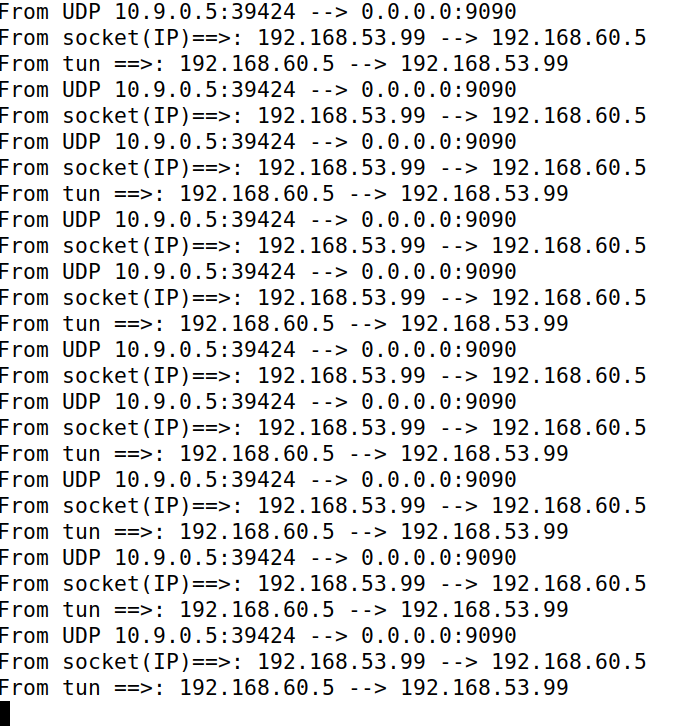 From UDP 10.9.0.5:39424 --> 0.0.0.0:9090
From socket(IP)==>: 192.168.53.99 --> 192.168.60.5
From tun ==>: 192.168.60.5 --> 192.168.53.99
From UDP 10.9.0.5:39424 --> 0.0.0.0:9090
From socket(IP)==>: 192.168.53.99 --> 192.168.60.5
From UDP 10.9.0.5:39424 --> 0.0.0.0:9090
From socket(IP)==>: 192.168.53.99 --> 192.168.60.5
From tun ==>: 192.168.60.5 --> 192.168.53.99
From UDP 10.9.0.5:39424 --> 0.0.0.0:9090
From socket(IP)==>: 192.168.53.99 --> 192.168.60.5
From UDP 10.9.0.5:39424 --> 0.0.0.0:9090
From socket(IP)==>: 192.168.53.99 --> 192.168.60.5
From tun ==>: 192.168.60.5 --> 192.168.53.99
From UDP 10.9.0.5:39424 --> 0.0.0.0:9090
From socket(IP)==>: 192.168.53.99 --> 192.168.60.5
From UDP 10.9.0.5:39424 --> 0.0.0.0:9090
From socket(IP)==>: 192.168.53.99 --> 192.168.60.5
From tun ==>: 192.168.60.5 --> 192.168.53.99
From UDP 10.9.0.5:39424 --> 0.0.0.0:9090
From socket(IP)==>: 192.168.53.99 --> 192.168.60.5
From tun ==>: 192.168.60.5 --> 192.168.53.99
From UDP 10.9.0.5:39424 --> 0.0.0.0:9090
From socket(IP)==>: 192.168.53.99 --> 192.168.60.5
From tun ==>: 192.168.60.5 --> 192.168.53.99
From UDP 10.9.0.5:39424 --> 0.0.0.0:9090
From socket(IP)==>: 192.168.53.99 --> 192.168.60.5
From tun ==>: 192.168.60.5 --> 192.168.53.99